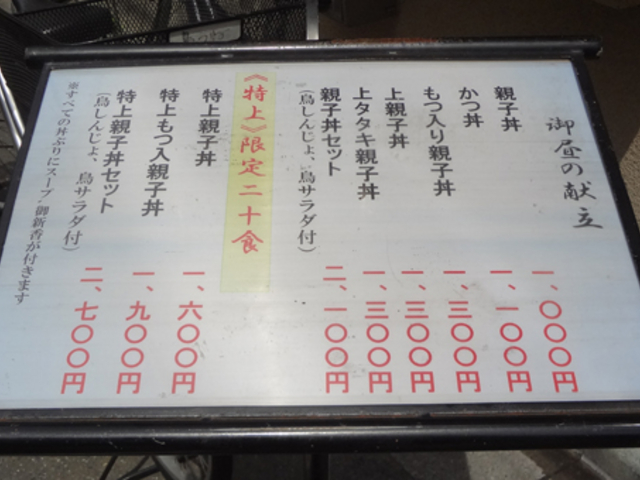 御昼の献立
親子丼 一、〇〇〇円
かつ丼 一、一〇〇円
もつ入り親子丼 一、三〇〇円
上親子丼 一、三〇〇円
上タタキ親子丼 一、三〇〇円
親子丼セット 二、一〇〇円
（鳥しんじょ、鳥サラダ付）
《特上》限定二十食
特上親子丼 一、六〇〇円
特上もつ入親子丼 一、九〇〇円
特上親子丼セット 二、七〇〇円
（鳥しんじょ、鳥サラダ付）
※すべての丼ぶりにスープ、御新香が付きます